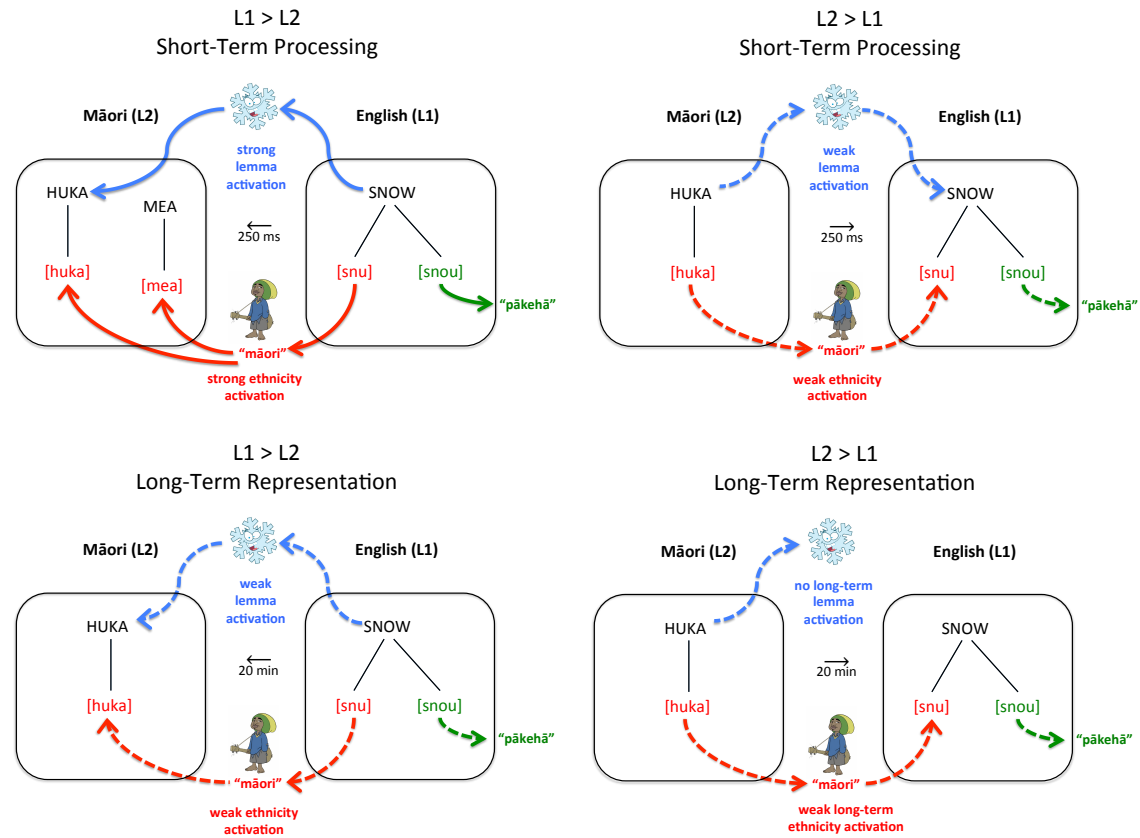 L1 > L2
Short-Term Processing
Māori (L2)
English (L1)
strong
lemma
activation
HUKA
MEA
SNOW
250 ms
[huka]
[mea]
[snu]
[snou]
"pākehā"
"māori"
strong ethnicity
activation
L2 > L1
Short-Term Processing
Māori (L2)
English (L1)
weak
lemma
activation
HUKA
SNOW
250 ms
[huka]
[snu]
[snou]
"pākehā"
"māori"
weak ethnicity
activation
L1 > L2
Long-Term Representation
Māori (L2)
English (L1)
weak
lemma
activation
HUKA
SNOW
20 min
[huka]
[snu]
[snou]
"pākehā"
"māori"
weak ethnicity
activation
L2 > L1
Long-Term Representation
Māori (L2)
English (L1)
no long-term
lemma
activation
HUKA
SNOW
20 min
[huka]
[snu]
[snou]
"pākehā"
"māori"
weak long-term
ethnicity activation